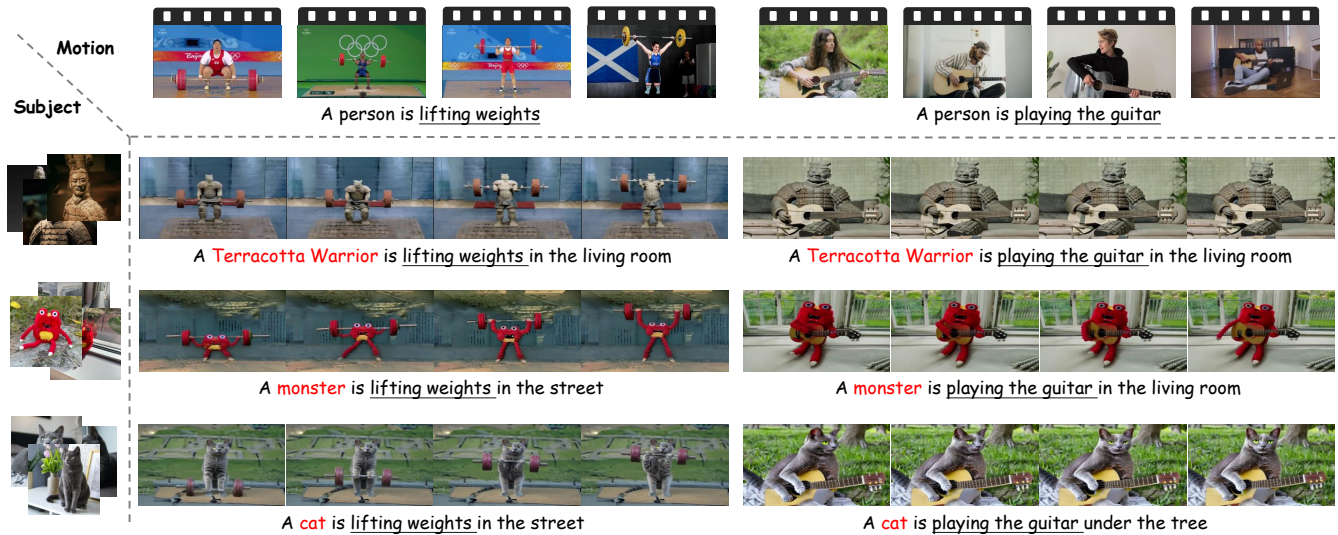 Motion
Subject
Beijing
Beijing
A person is lifting weights
A person is playing the guitar
A Terracotta Warrior is lifting weights in the living room
A Terracotta Warrior is playing the guitar in the living room
A monster is lifting weights in the street
A monster is playing the guitar in the living room
A cat is lifting weights in the street
A cat is playing the guitar under the tree